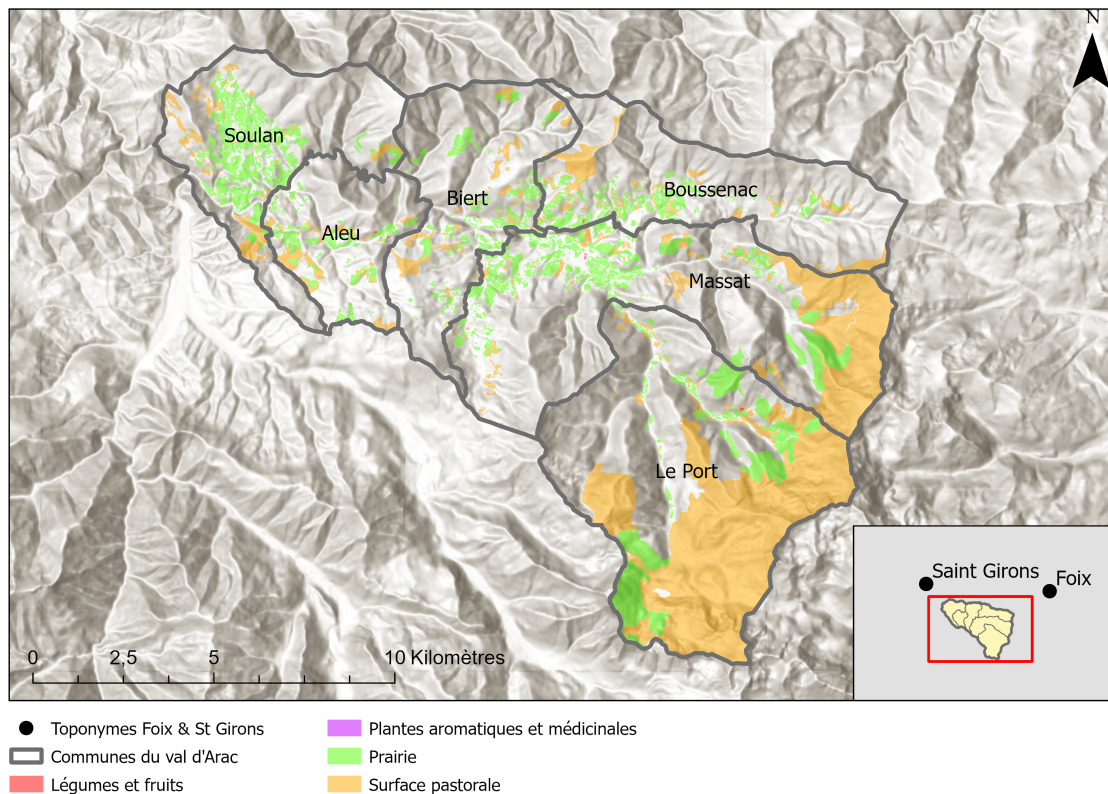 N
Soulan
Biert
Boussenac
Aleu
Massat
Le Port
Saint Girons
Foix
0 2,5 5 10 Kilomètres
Toponymes Foix & St Girons
Communes du val d'Arac
Légumes et fruits
Plantes aromatiques et médicinales
Prairie
Surface pastorale